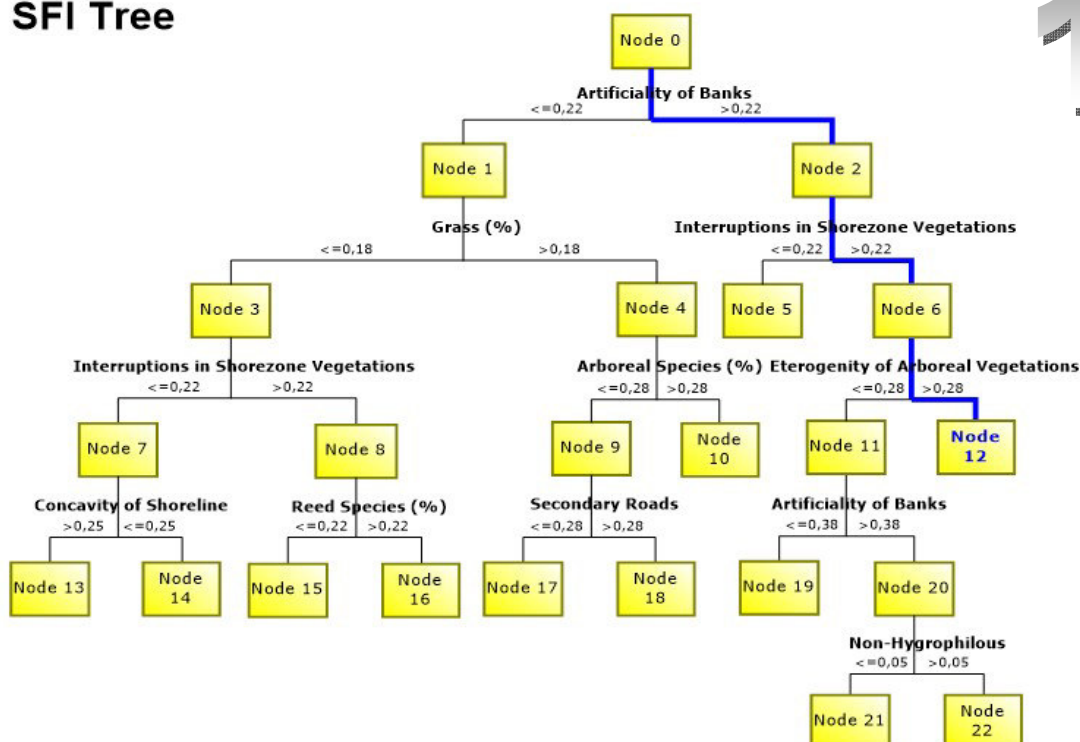 SFI Tree
Node 0
Artificiality of Banks
<=0,22 >0,22
Node 1 Node 2
Grass (%) Interruptions in Shorezone Vegetations
<=0,18 >0,18 <=0,22 >0,22
Node 3 Node 4 Node 5 Node 6
Interruptions in Shorezone Vegetations Arboreal Species (%) Eterogenity of Arboreal Vegetations
<=0,22 >0,22 <=0,28 >0,28 <=0,28 >0,28
Node 7 Node 8 Node 9 Node 10 Node 11 Node 12
Concavity of Shoreline Reed Species (%) Secondary Roads Artificiality of Banks
>0,25 <=0,25 <=0,22 >0,22 <=0,28 >0,28 <=0,38 >0,38
Node 13 Node 14 Node 15 Node 16 Node 17 Node 18 Node 19 Node 20
Non-Hygrophilous
<=0,05 >0,05
Node 21 Node 22